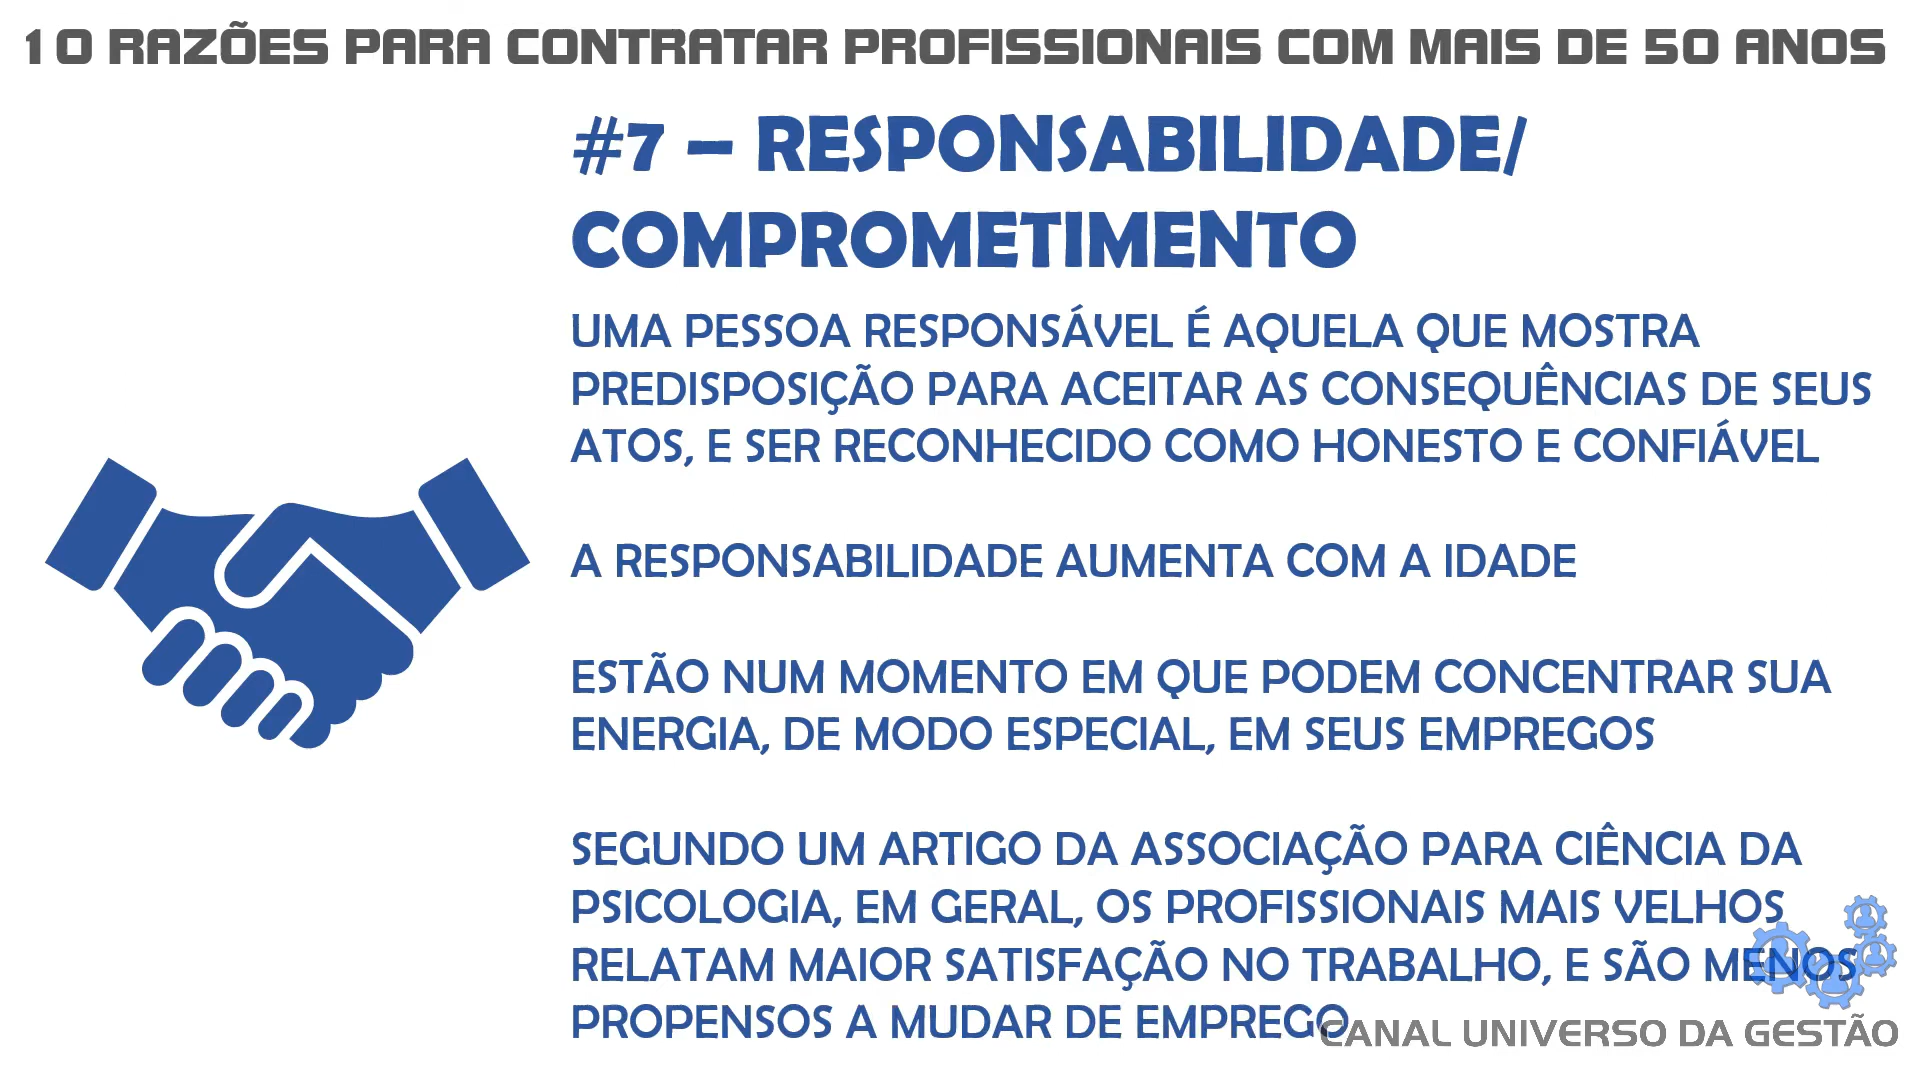 10 RAZÕES PARA CONTRATAR PROFISSIONAIS COM MAIS DE 50 ANOS
#7 – RESPONSABILIDADE/
COMPROMETIMENTO
UMA PESSOA RESPONSÁVEL É AQUELA QUE MOSTRA
PREDISPOSIÇÃO PARA ACEITAR AS CONSEQUÊNCIAS DE SEUS
ATOS, E SER RECONHECIDO COMO HONESTO E CONFIÁVEL
A RESPONSABILIDADE AUMENTA COM A IDADE
ESTÃO NUM MOMENTO EM QUE PODEM CONCENTRAR SUA
ENERGIA, DE MODO ESPECIAL, EM SEUS EMPREGOS
SEGUNDO UM ARTIGO DA ASSOCIAÇÃO PARA CIÊNCIA DA
PSICOLOGIA, EM GERAL, OS PROFISSIONAIS MAIS VELHOS
RELATAM MAIOR SATISFAÇÃO NO TRABALHO, E SÃO MENOS
PROPENSOS A MUDAR DE EMPREGO
CANAL UNIVERSO DA GESTÃO